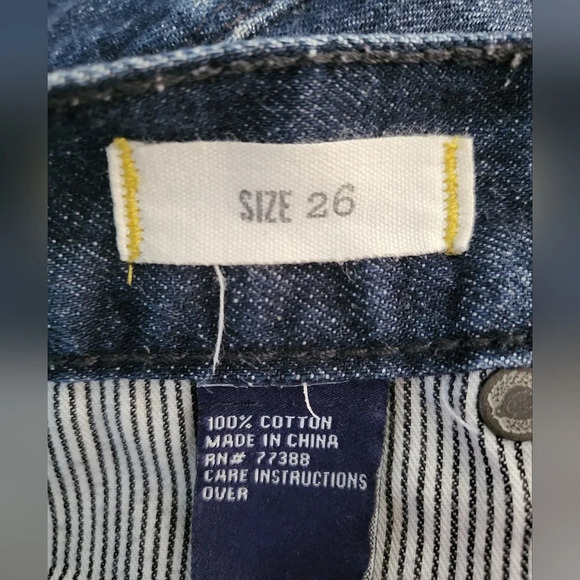 SIZE 26
100% COTTON
MADE IN CHINA
RN# 77388
CARE INSTRUCTIONS
OVER